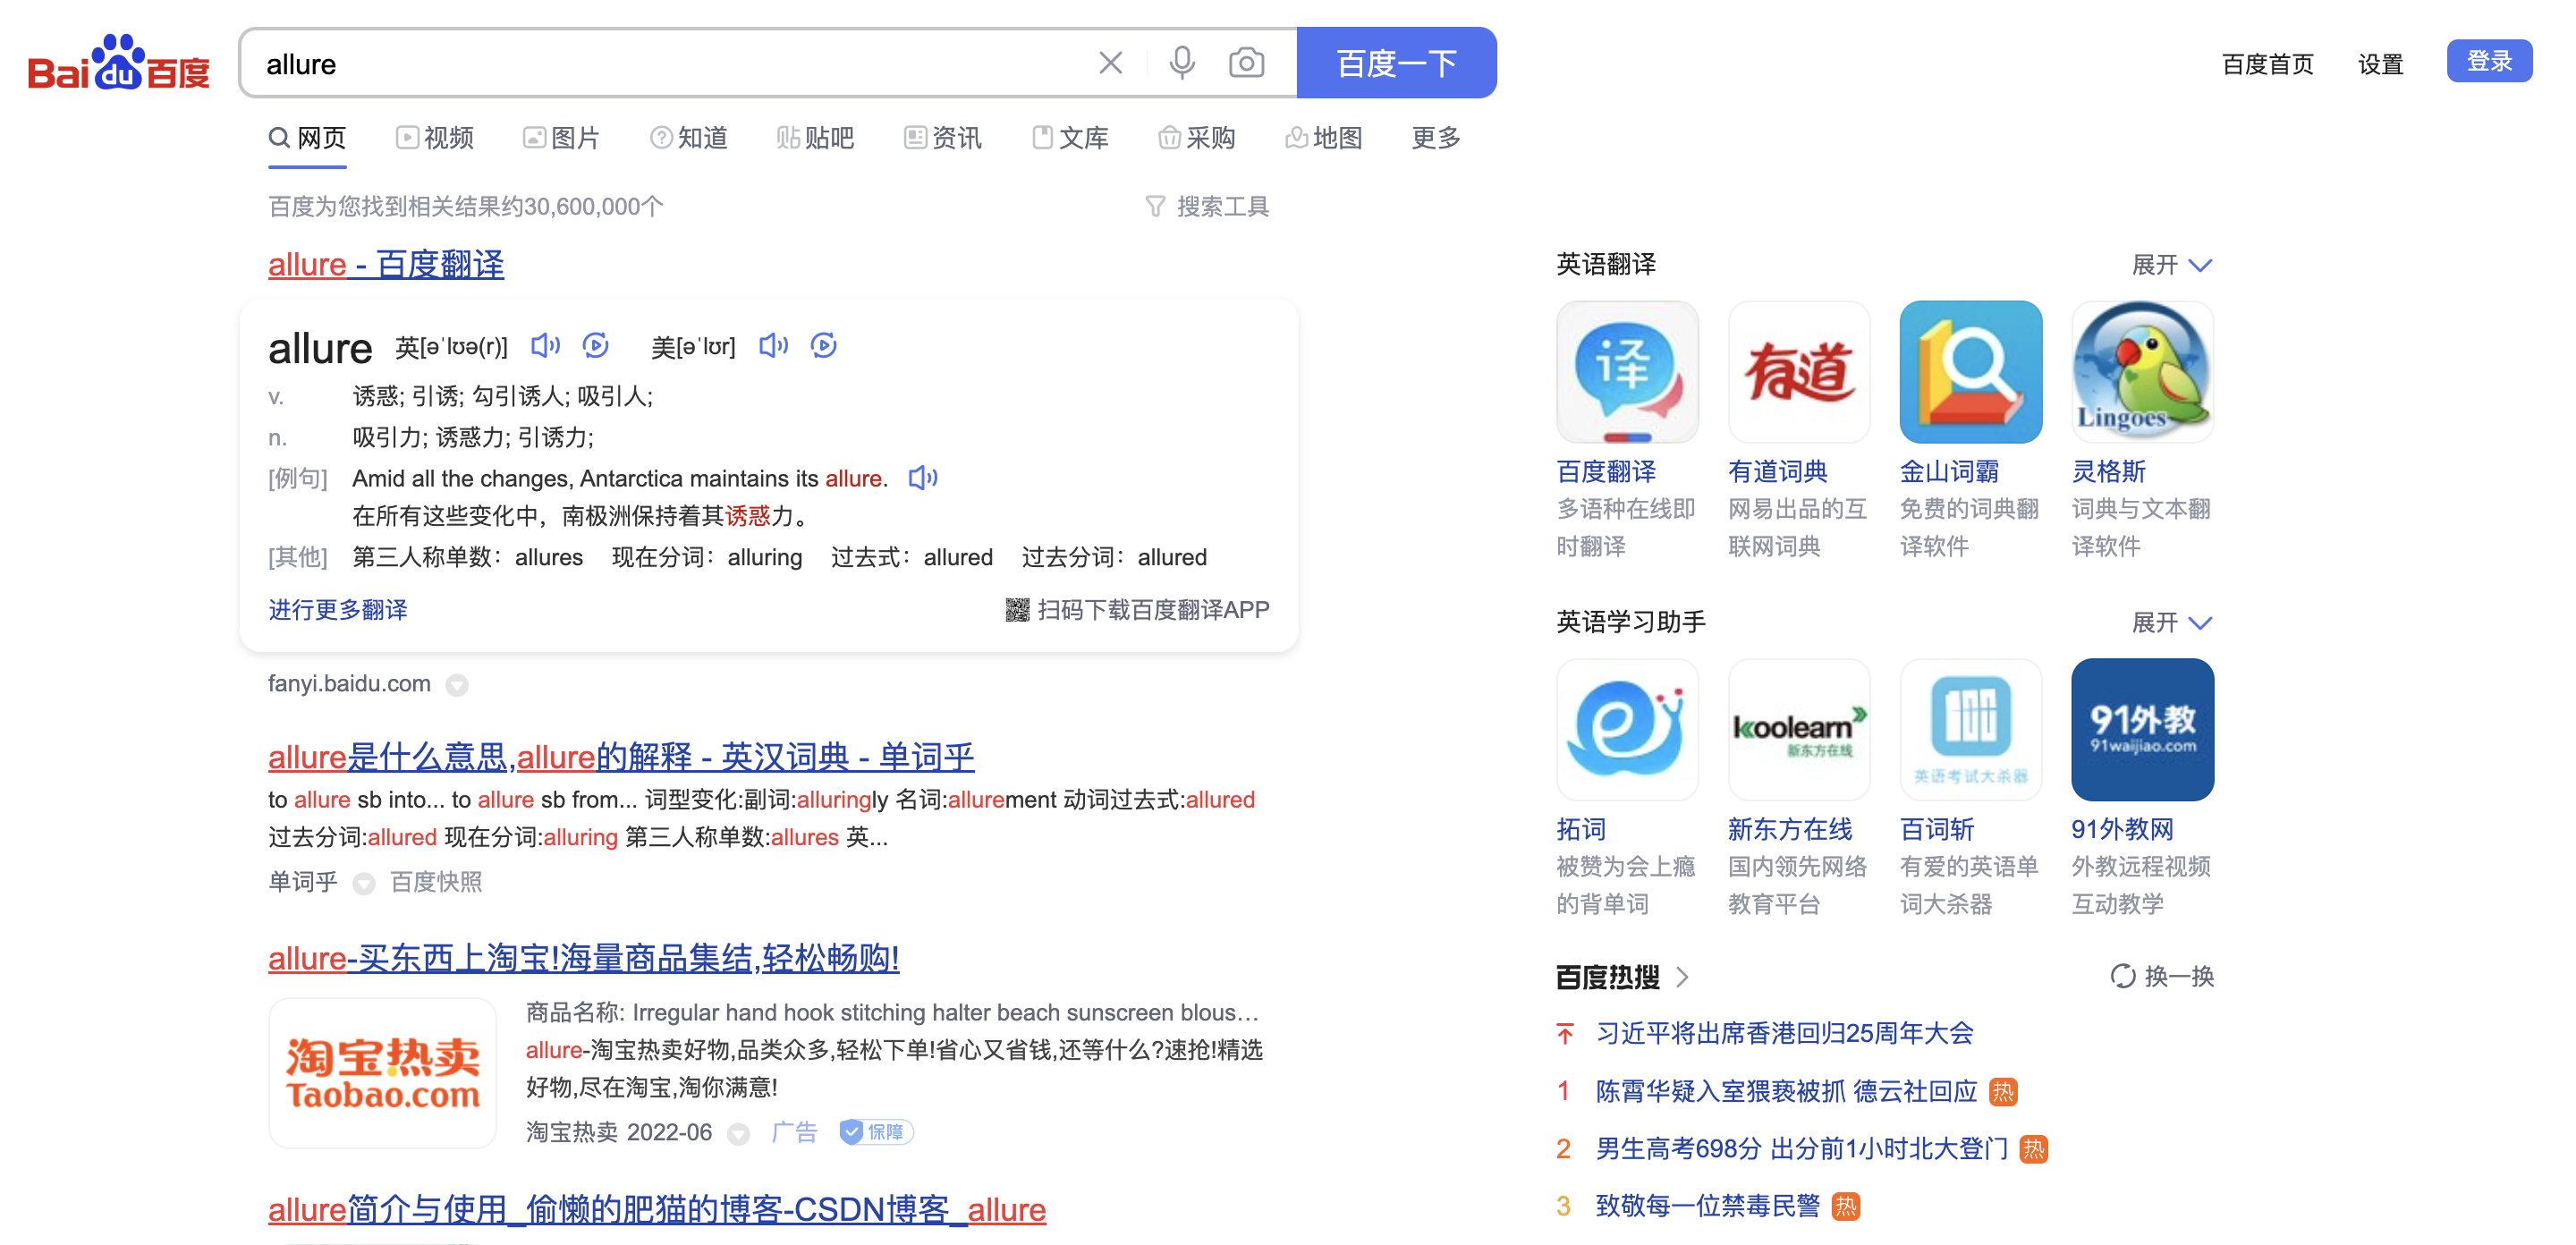 Bai du 百度
allure
百度一下
百度首页 设置 登录
网页 视频 图片 知道 贴贴吧 资讯 文库 采购 地图 更多
百度为您找到相关结果约30,600,000个 搜索工具
allure - 百度翻译
allure 英[əˈlʊə(r)] 美[əˈlʊr]
v. 诱惑; 引诱; 勾引诱人; 吸引人;
n. 吸引力; 诱惑力; 引诱力;
[例句] Amid all the changes, Antarctica maintains its allure.
在所有这些变化中，南极洲保持着其诱惑力。
[其他] 第三人称单数：allures 现在分词：alluring 过去式：allured 过去分词：allured
进行更多翻译 扫码下载百度翻译APP
fanyi.baidu.com
allure是什么意思,allure的解释 - 英汉词典 - 单词乎
to allure sb into... to allure sb from... 词型变化:副词:alluringly 名词:allurement 动词过去式:allured
过去分词:allured 现在分词:alluring 第三人称单数:allures 英...
单词乎 百度快照
allure-买东西上淘宝!海量商品集结,轻松畅购!
淘宝热卖
Taobao.com
商品名称: Irregular hand hook stitching halter beach sunscreen blous...
allure-淘宝热卖好物,品类众多,轻松下单!省心又省钱,还等什么?速抢!精选
好物,尽在淘宝,淘你满意!
淘宝热卖 2022-06 广告 保障
allure简介与使用_偷懒的肥猫的博客-CSDN博客_allure
英语翻译 展开
译 有道 Lingoes
百度翻译 有道词典 金山词霸 灵格斯
多语种在线即 网易出品的互 免费的词典翻 词典与文本翻
时翻译 联网词典 译软件 译软件
英语学习助手 展开
koolearn 新东方在线 英语考试大杀器 91外教 91waijiao.com
拓词 新东方在线 百词斩 91外教网
被赞为会上瘾 国内领先网络 有爱的英语单 外教远程视频
的背单词 教育平台 词大杀器 互动教学
百度热搜 换一换
习近平将出席香港回归25周年大会
1 陈霄华疑入室猥亵被抓 德云社回应 热
2 男生高考698分 出分前1小时北大登门 热
3 致敬每一位禁毒民警 热